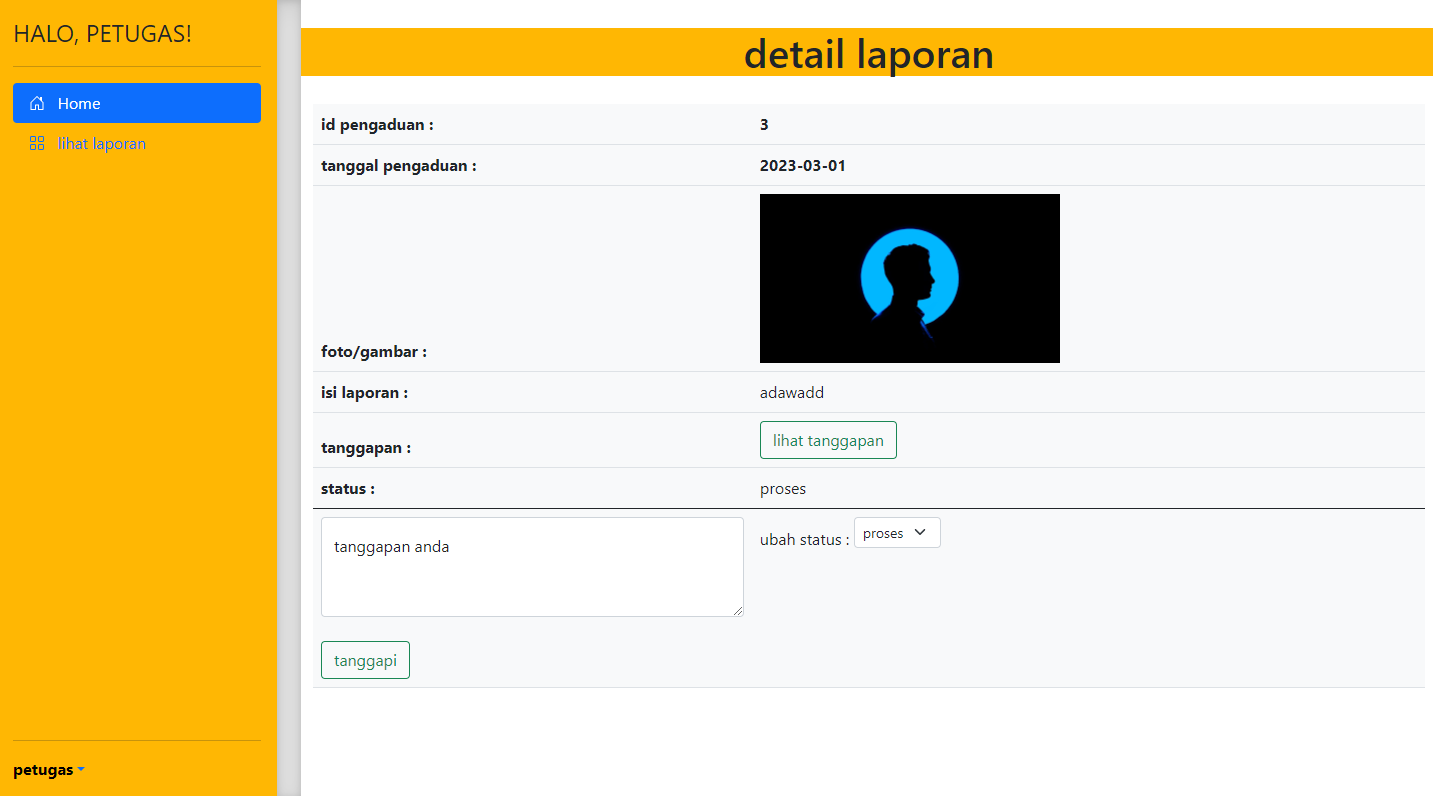 HALO, PETUGAS!
Home
lihat laporan
petugas
detail laporan
id pengaduan : 3
tanggal pengaduan : 2023-03-01
foto/gambar :
isi laporan : adawadd
tanggapan : lihat tanggapan
status : proses
tanggapan anda
ubah status : proses
tanggapi